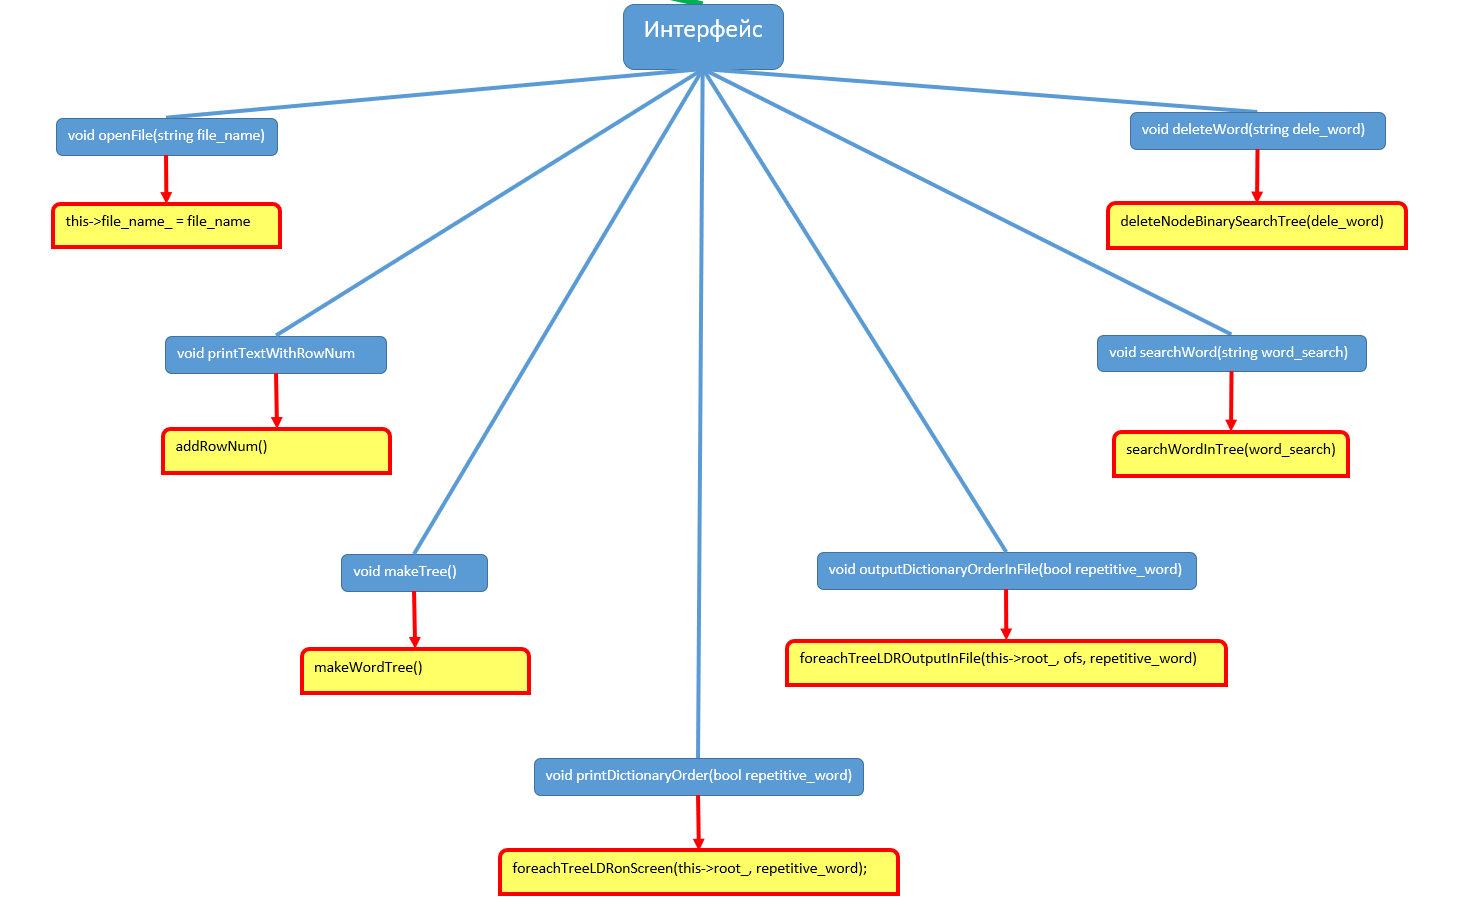 Интерфейс
void openFile(string file_name)
this->file_name_ = file_name
void deleteWord(string dele_word)
deleteNodeBinarySearchTree(dele_word)
void printTextWithRowNum
addRowNum()
void searchWord(string word_search)
searchWordInTree(word_search)
void makeTree()
makeWordTree()
void outputDictionaryOrderInFile(bool repetitive_word)
foreachTreeLDROutputInFile(this->root_, ofs, repetitive_word)
void printDictionaryOrder(bool repetitive_word)
foreachTreeLDRonScreen(this->root_, repetitive_word);